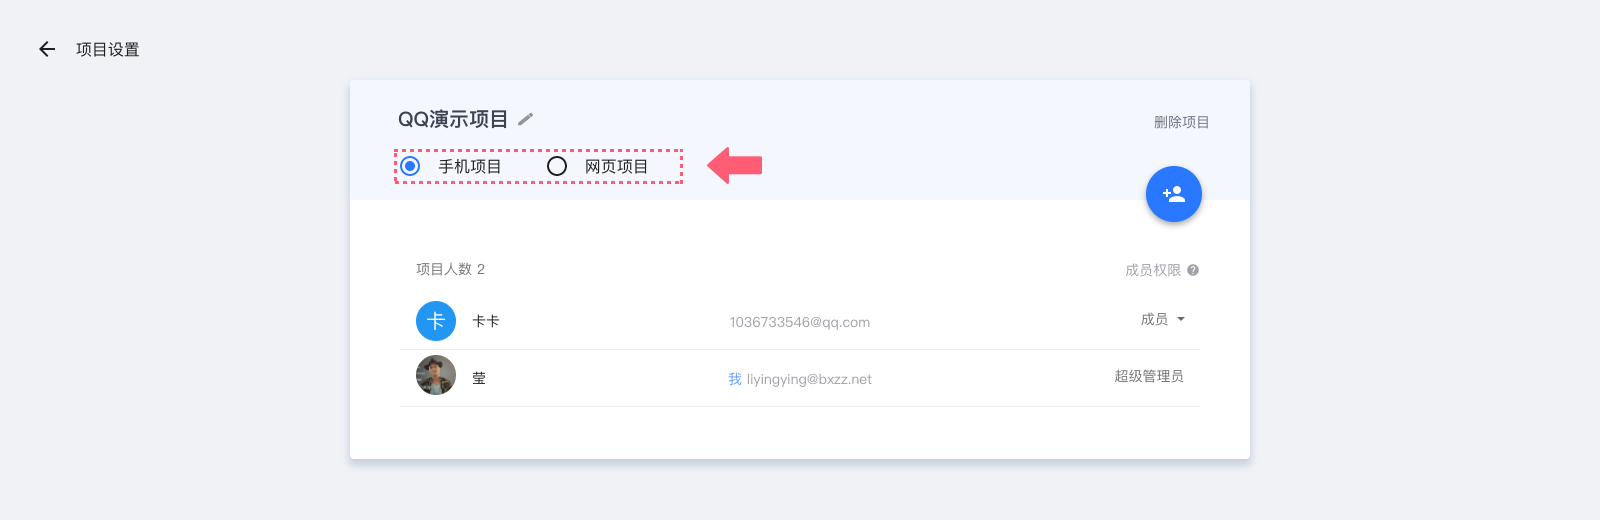 项目设置
QQ演示项目
删除项目
手机项目 网页项目
项目人数 2 成员权限
卡 卡卡 1036733546@qq.com 成员
莹 我 liyingying@bxzz.net 超级管理员